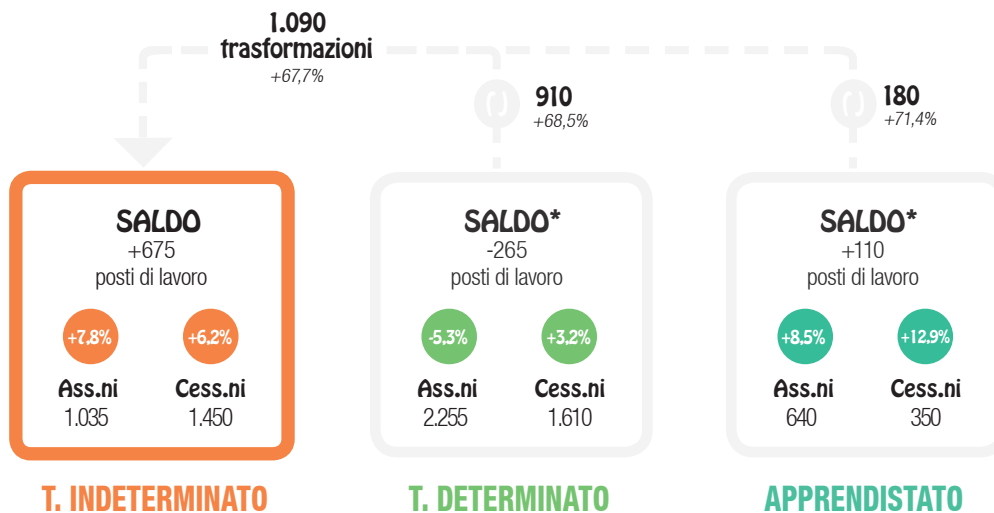 1.090
trasformazioni
+67,7%
910
+68,5%
180
+71,4%
SALDO
+675
posti di lavoro
+7,8%
+6,2%
Ass.ni
Cess.ni
1.035
1.450
T. INDETERMINATO
SALDO*
-265
posti di lavoro
-5,3%
+3,2%
Ass.ni
Cess.ni
2.255
1.610
T. DETERMINATO
SALDO*
+110
posti di lavoro
+8,5%
+12,9%
Ass.ni
Cess.ni
640
350
APPRENDISTATO